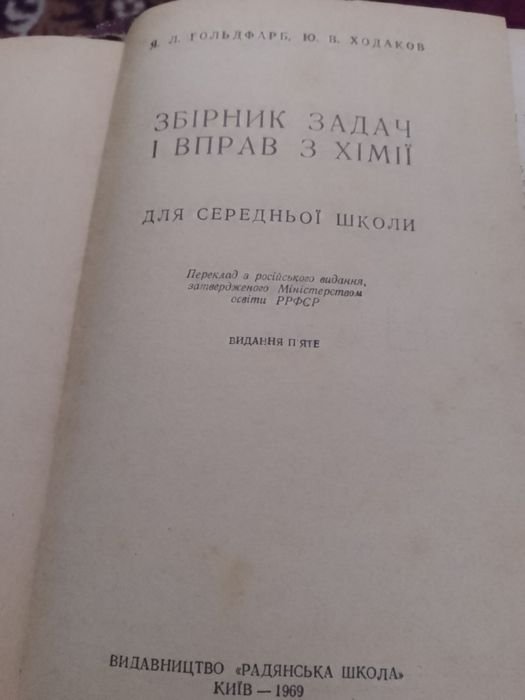 Я. Л. ГОЛЬДФАРБ, Ю. В. ХОДАКОВ
ЗБІРНИК ЗАДАЧ
І ВПРАВ З ХІМІЇ
ДЛЯ СЕРЕДНЬОЇ ШКОЛИ
Переклад з російського видання,
затвердженого Міністерством
освіти РРФСР
ВИДАННЯ П'ЯТЕ
ВИДАВНИЦТВО «РАДЯНСЬКА ШКОЛА»
КИЇВ — 1969